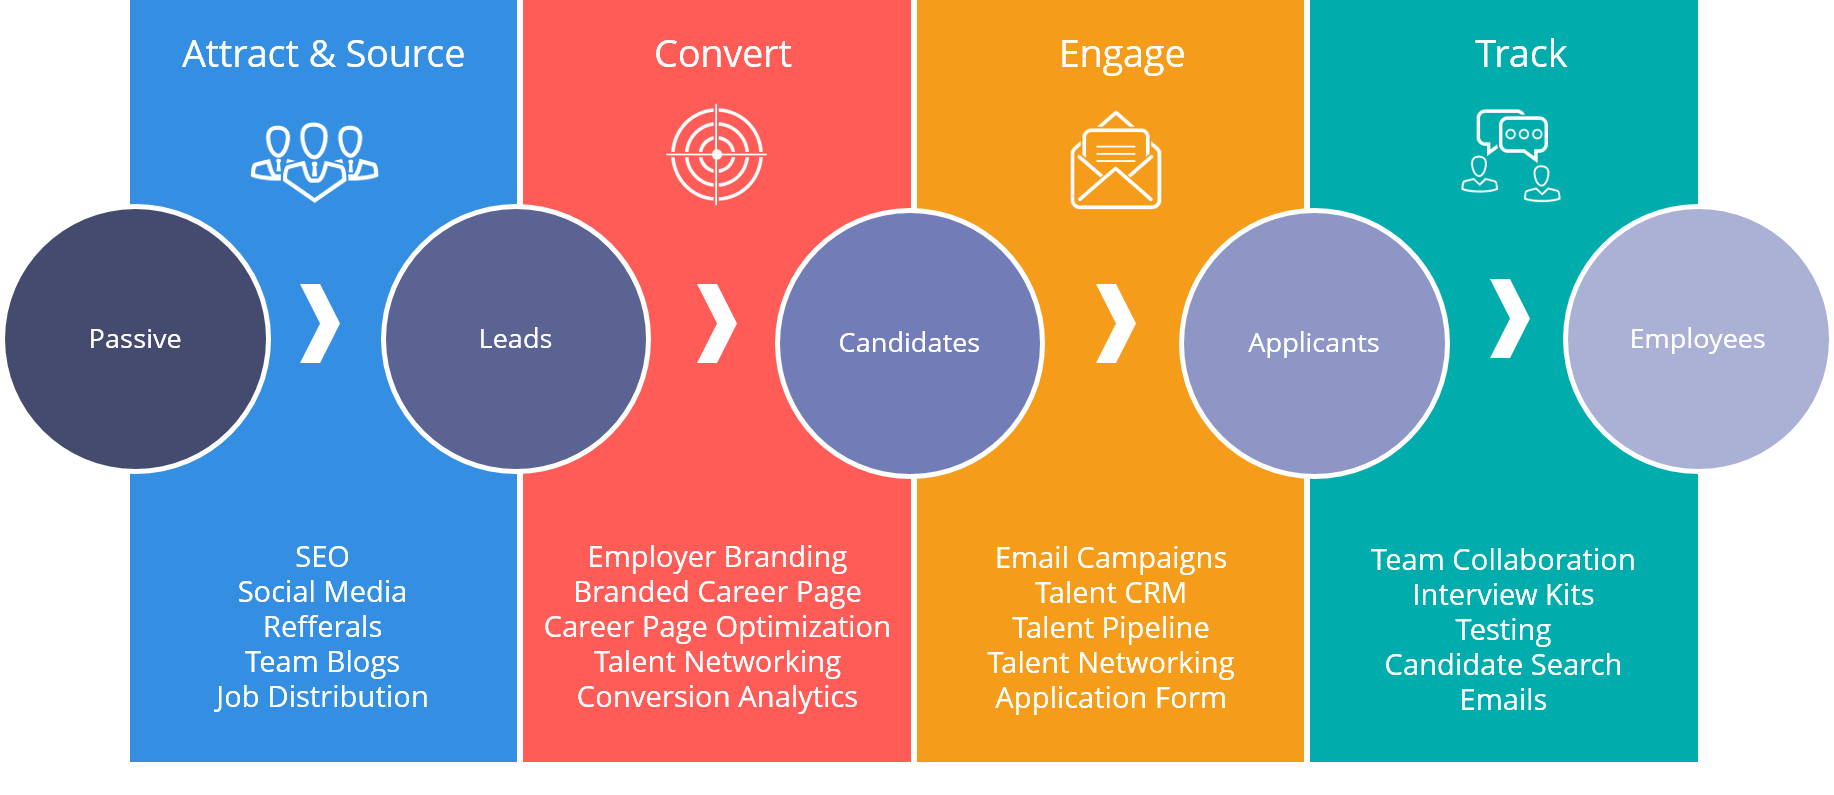 Attract & Source
Convert
Engage
Track
Passive
Leads
Candidates
Applicants
Employees
SEO
Social Media
Refferals
Team Blogs
Job Distribution
Employer Branding
Branded Career Page
Career Page Optimization
Talent Networking
Conversion Analytics
Email Campaigns
Talent CRM
Talent Pipeline
Talent Networking
Application Form
Team Collaboration
Interview Kits
Testing
Candidate Search
Emails